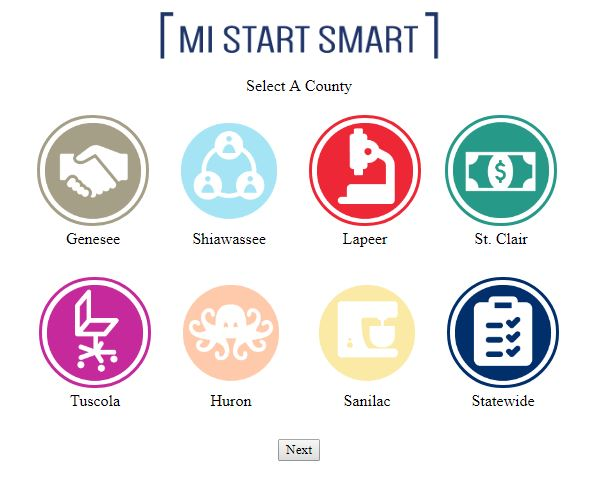 MI START SMART
Select A County
Genesee Shiawassee Lapeer St. Clair
$
Tuscola Huron Sanilac Statewide
Next